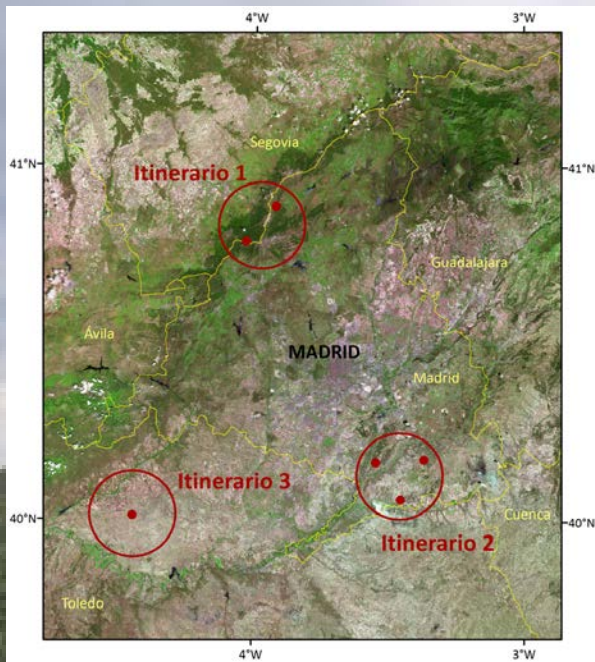 4°W
3°W
41°N
41°N
Segovia
Itinerario 1
Guadalajara
Ávila
MADRID
Madrid
Itinerario 3
40°N
40°N
Cuenca
Itinerario 2
Toledo
4°W
3°W